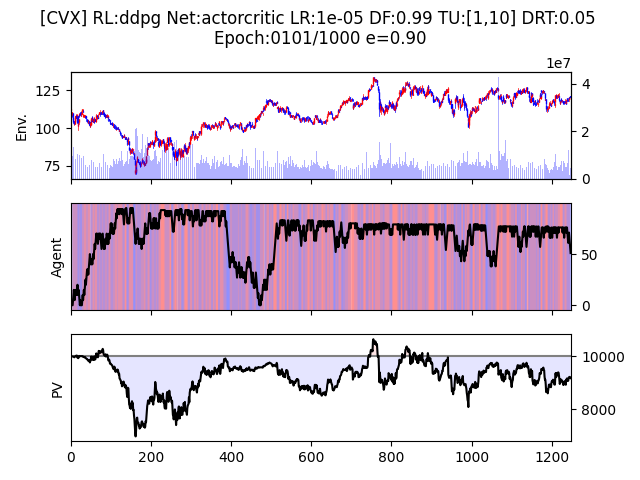 [CVX] RL:ddpg Net:actorcritic LR:1e-05 DF:0.99 TU:[1,10] DRT:0.05
Epoch:0101/1000 e=0.90
1e7
125
100
75
Env.
4
2
0
Agent
50
0
PV
10000
8000
0
200
400
600
800
1000
1200